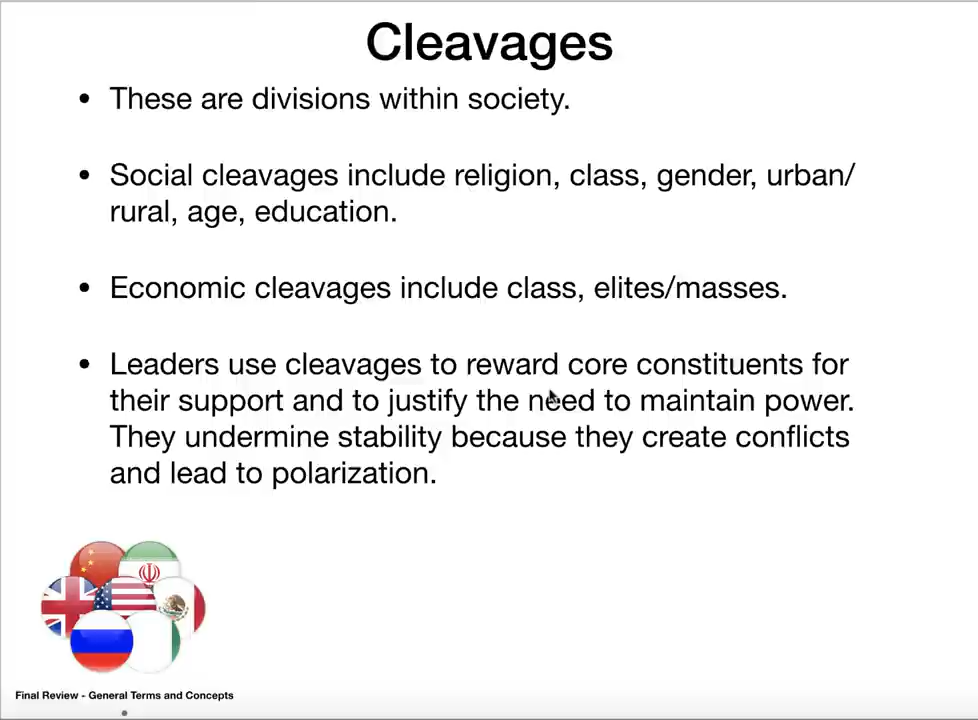 Cleavages
• These are divisions within society.
• Social cleavages include religion, class, gender, urban/
rural, age, education.
• Economic cleavages include class, elites/masses.
• Leaders use cleavages to reward core constituents for
their support and to justify the need to maintain power.
They undermine stability because they create conflicts
and lead to polarization.
Final Review - General Terms and Concepts